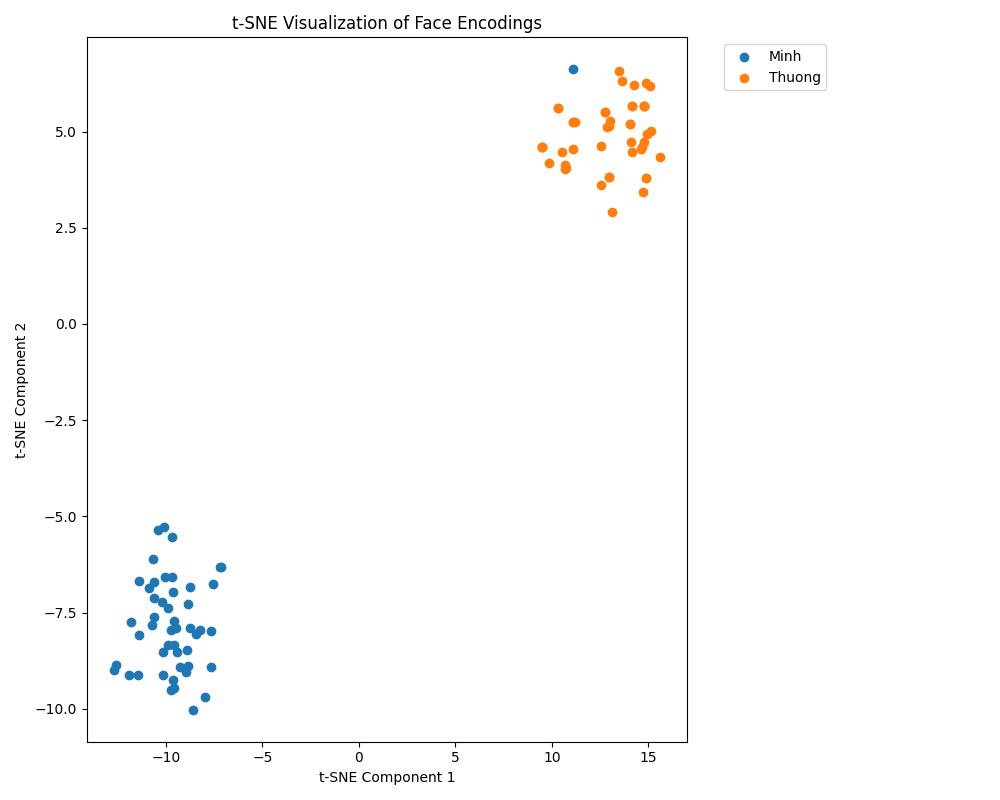 t-SNE Visualization of Face Encodings
Minh
Thuong
5.0
2.5
0.0
−2.5
−5.0
−7.5
−10.0
t-SNE Component 2
−10
−5
0
5
10
15
t-SNE Component 1